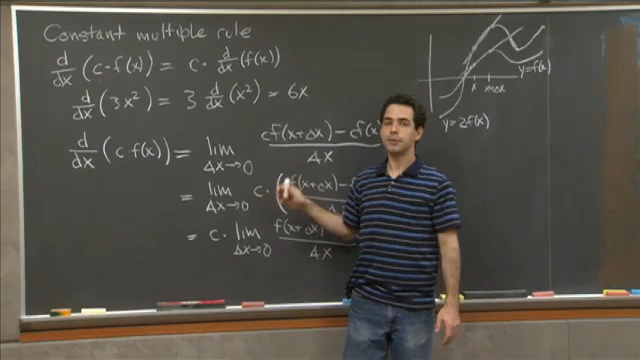 Constant multiple rule
d/dx (c·f(x)) = c · d/dx (f(x))
d/dx (3x²) = 3 d/dx (x²) = 6x
d/dx (c f(x)) = lim Δx→0 cf(x+Δx) − cf(x) / Δx
= lim Δx→0 c · ( f(x+Δx) − f
= c · lim Δx→0 f(x+Δx) / Δx
x x+Δx y=f(x)
y=2f(x)